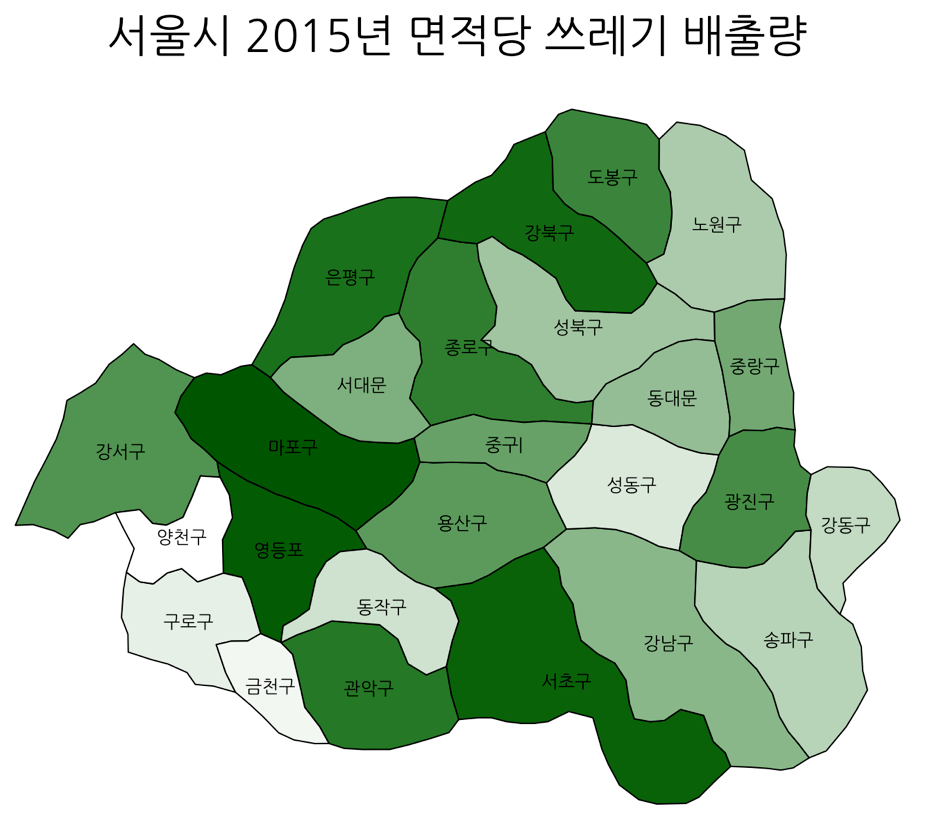 서울시 2015년 면적당 쓰레기 배출량
도봉구
노원구
강북구
은평구
성북구
종로구
중랑구
서대문
동대문
마포구
중구|
강서구
성동구
광진구
용산구
강동구
양천구
영등포
동작구
구로구
송파구
강남구
서초구
금천구
관악구